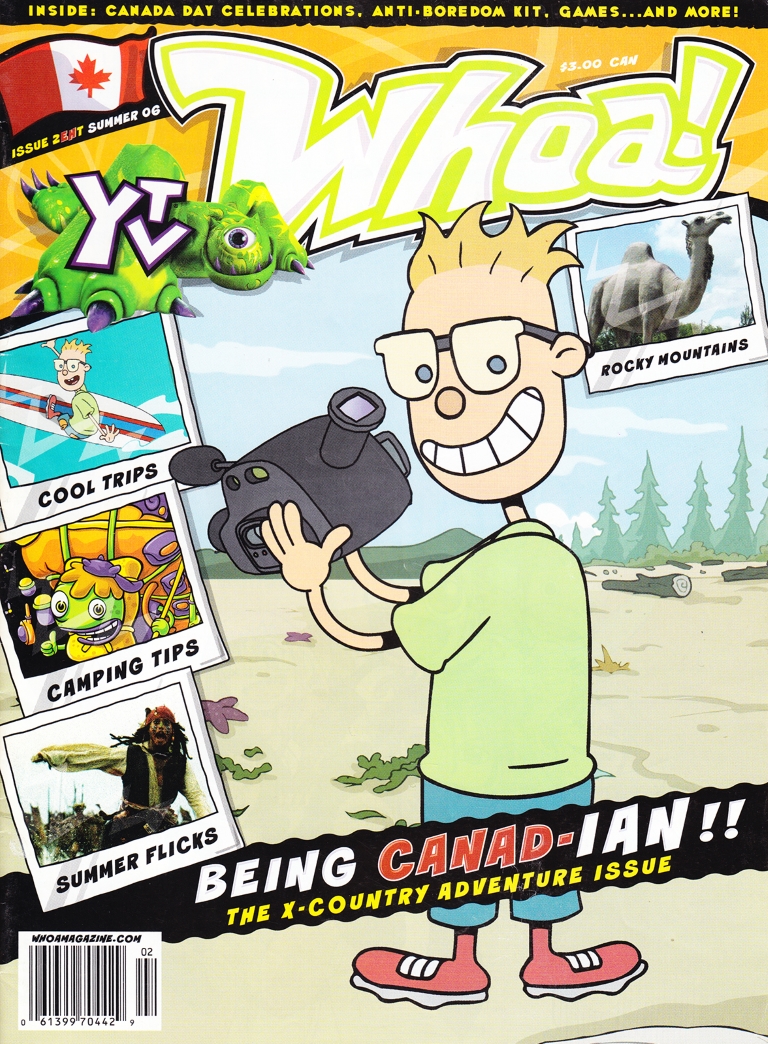 INSIDE: CANADA DAY CELEBRATIONS, ANTI-BOREDOM KIT, GAMES...AND MORE!
$3.00 CAN
Whoa!
ISSUE 2EHT SUMMER 06
YTV
ROCKY MOUNTAINS
COOL TRIPS
CAMPING TIPS
SUMMER FLICKS
BEING CANAD-IAN!!
THE X-COUNTRY ADVENTURE ISSUE
WHOAMAGAZINE.COM
02
0 61399 70442 9